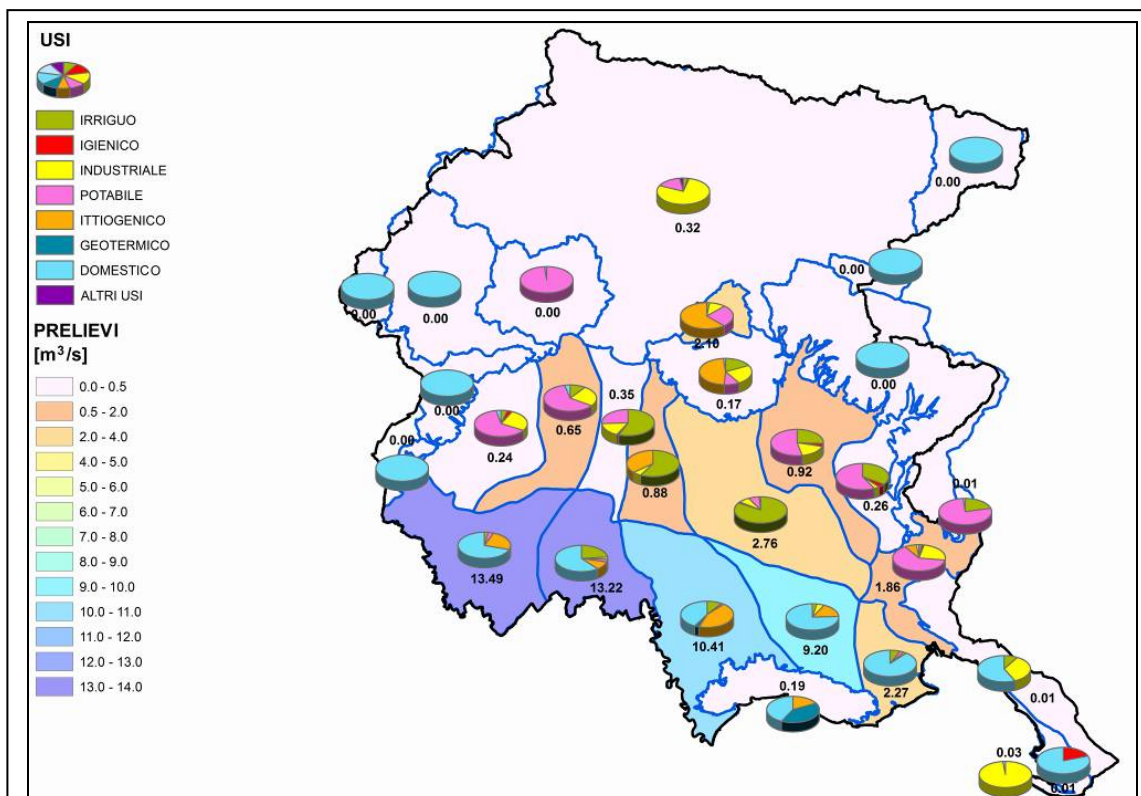 USI
IRRIGUO
IGIENICO
INDUSTRIALE
POTABILE
ITTIOGENICO
GEOTERMICO
DOMESTICO
ALTRI USI
PRELIEVI
[m³/s]
0.0 - 0.5
0.5 - 2.0
2.0 - 4.0
4.0 - 5.0
5.0 - 6.0
6.0 - 7.0
7.0 - 8.0
8.0 - 9.0
9.0 - 10.0
10.0 - 11.0
11.0 - 12.0
12.0 - 13.0
13.0 - 14.0
0.00
0.32
0.00
0.00
0.00
0.00
2.10
0.00
0.17
0.00
0.35
0.65
0.24
0.00
0.92
0.88
0.26
0.01
2.76
13.49
13.22
1.86
10.41
9.20
2.27
0.19
0.01
0.03
0.01